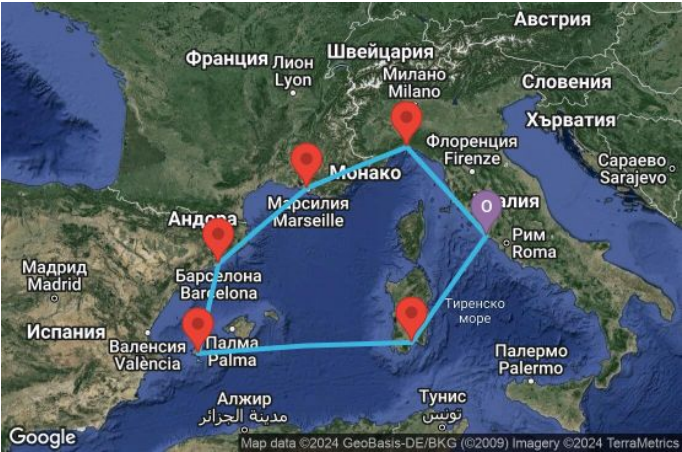 Австрия
Франция
Лион
Lyon
Швейцария
Милано
Milano
Словения
Хърватия
Флоренция
Firenze
Сараево
Sarajevo
Монако
Марсилия
Marseille
О
алия
Андора
Рим
Roma
Мадрид
Madrid
Барселона
Barcelona
Тиренско
море
Испания
Валенсия
València
Палма
Palma
Палермо
Palermo
Алжир
مدينة الجزائر
Тунис
تونس
Google
Map data ©2024 GeoBasis-DE/BKG (©2009) Imagery ©2024 TerraMetrics